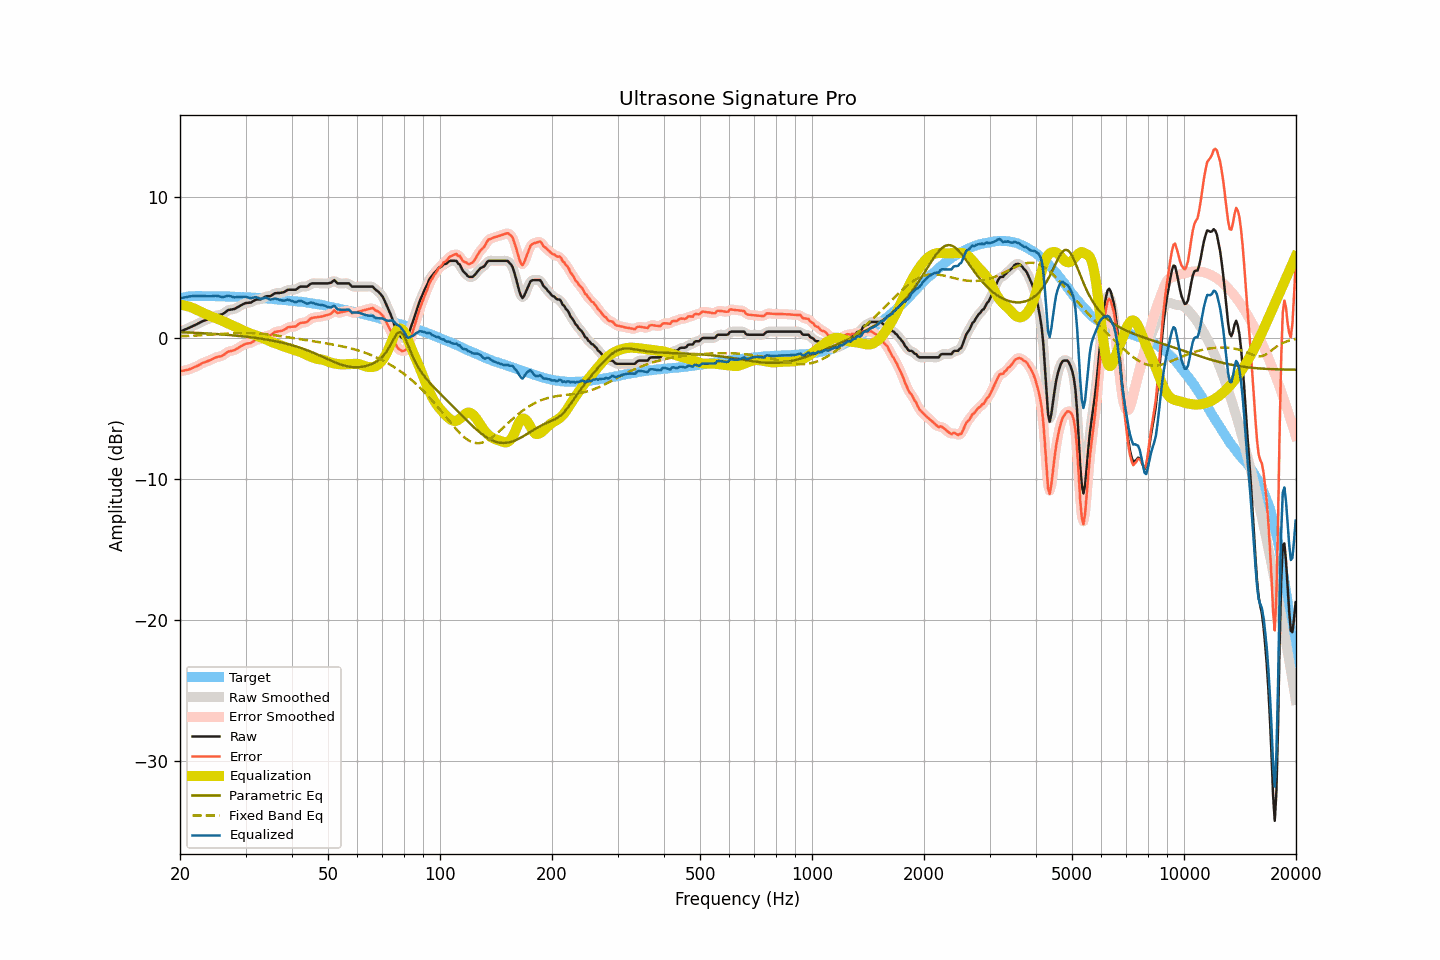 Ultrasone Signature Pro
Amplitude (dBr)
10
0
−10
−20
−30
Target
Raw Smoothed
Error Smoothed
Raw
Error
Equalization
Parametric Eq
Fixed Band Eq
Equalized
20 50 100 200 500 1000 2000 5000 10000 20000
Frequency (Hz)